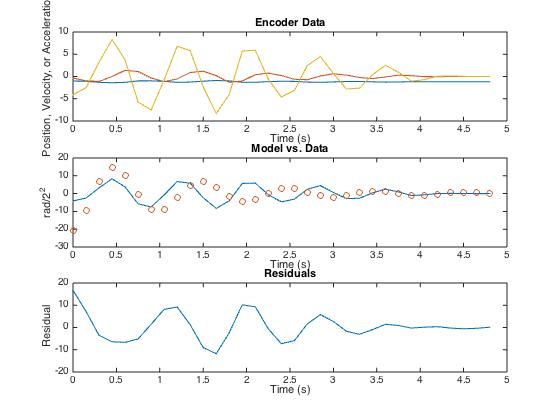 Encoder Data
Position, Velocity, or Acceleratio
10
5
0
-5
-10
0 0.5 1 1.5 2 2.5 3 3.5 4 4.5 5
Time (s)
Model vs. Data
rad/2²
20
10
0
-10
-20
-30
0 0.5 1 1.5 2 2.5 3 3.5 4 4.5 5
Time (s)
Residuals
Residual
20
10
0
-10
-20
0 0.5 1 1.5 2 2.5 3 3.5 4 4.5 5
Time (s)